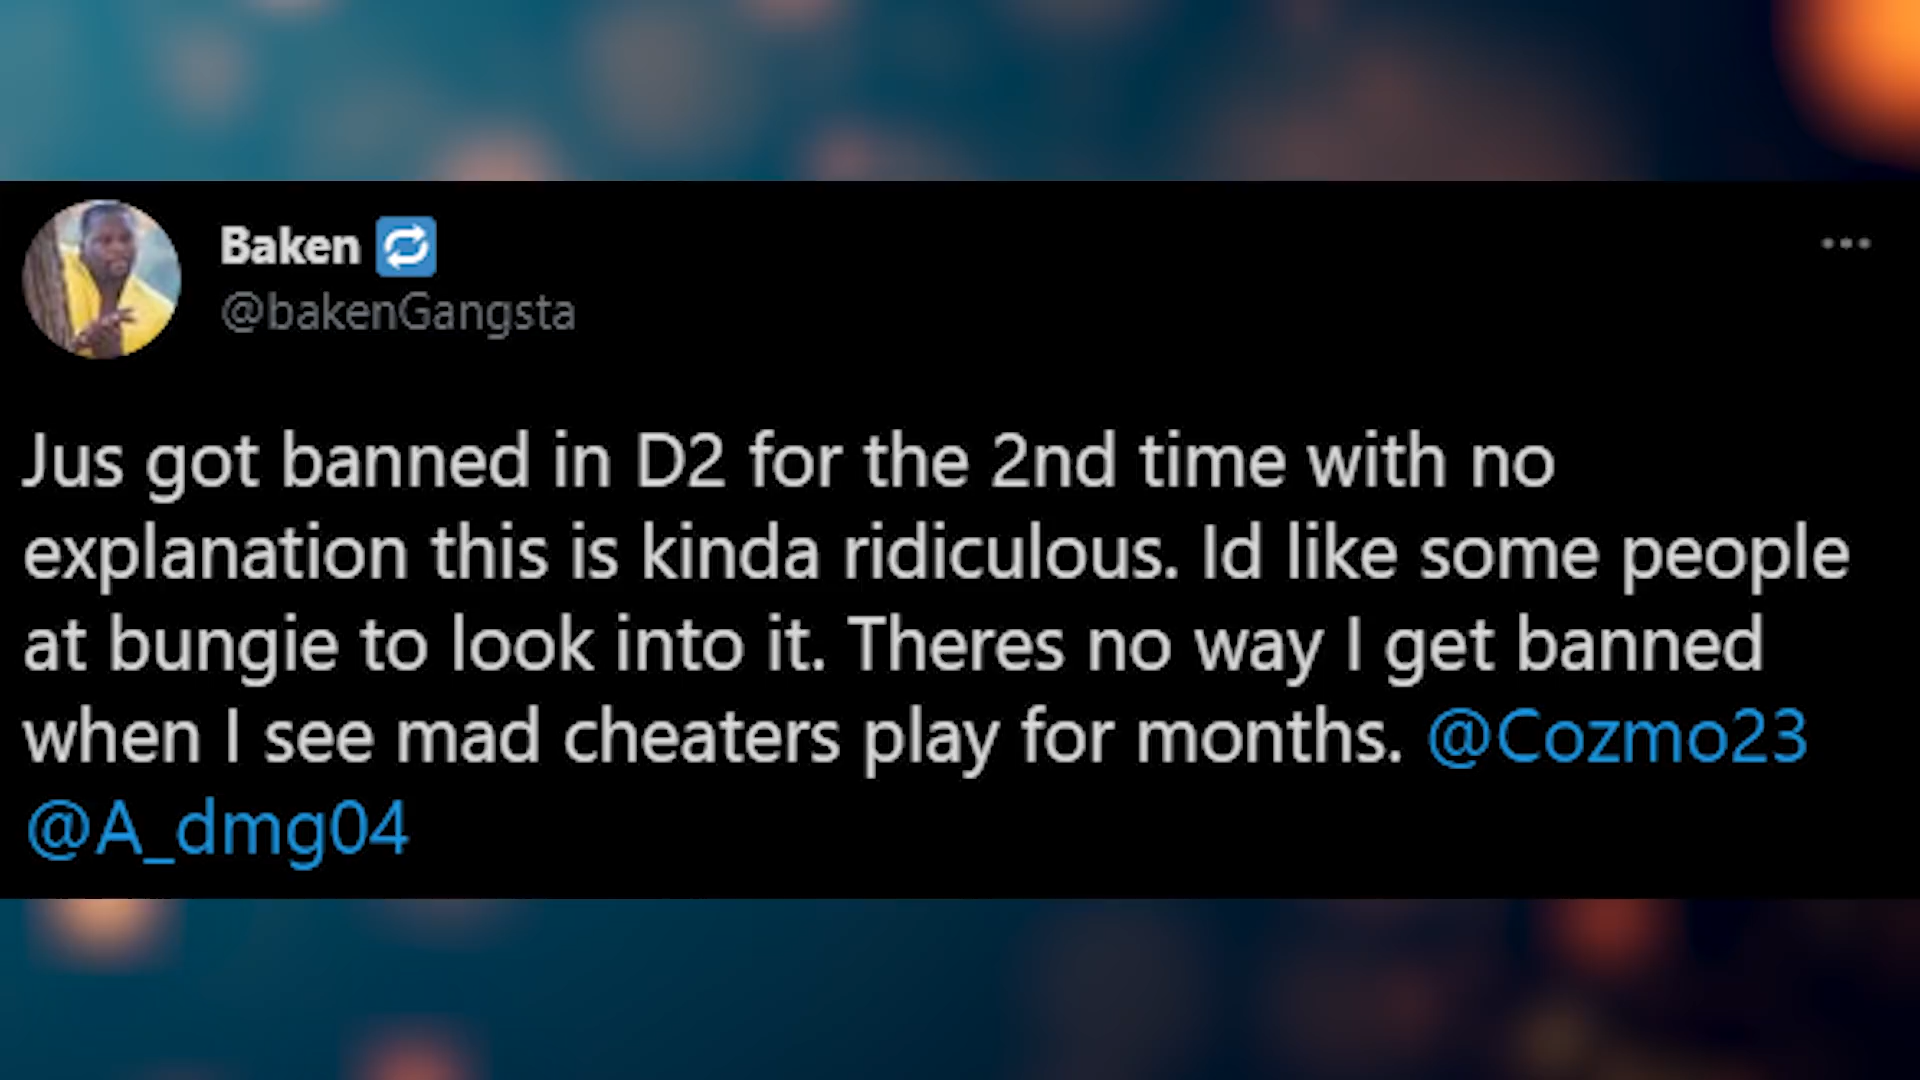 Baken 🔁
@bakenGangsta
Jus got banned in D2 for the 2nd time with no
explanation this is kinda ridiculous. Id like some people
at bungie to look into it. Theres no way I get banned
when I see mad cheaters play for months. @Cozmo23
@A_dmg04